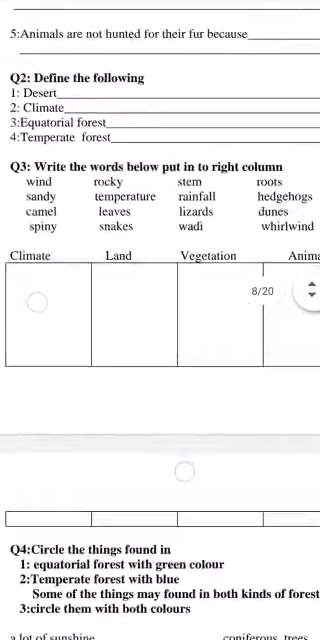 5:Animals are not hunted for their fur because
Q2: Define the following
1: Desert
2: Climate
3:Equatorial forest
4:Temperate forest
Q3: Write the words below put in to right column
wind rocky stem roots
sandy temperature rainfall hedgehogs
camel leaves lizards dunes
spiny snakes wadi whirlwind
Climate Land Vegetation Anima
8/20
Q4:Circle the things found in
1: equatorial forest with green colour
2:Temperate forest with blue
Some of the things may found in both kinds of forest
3:circle them with both colours
a lot of sunshine coniferous trees